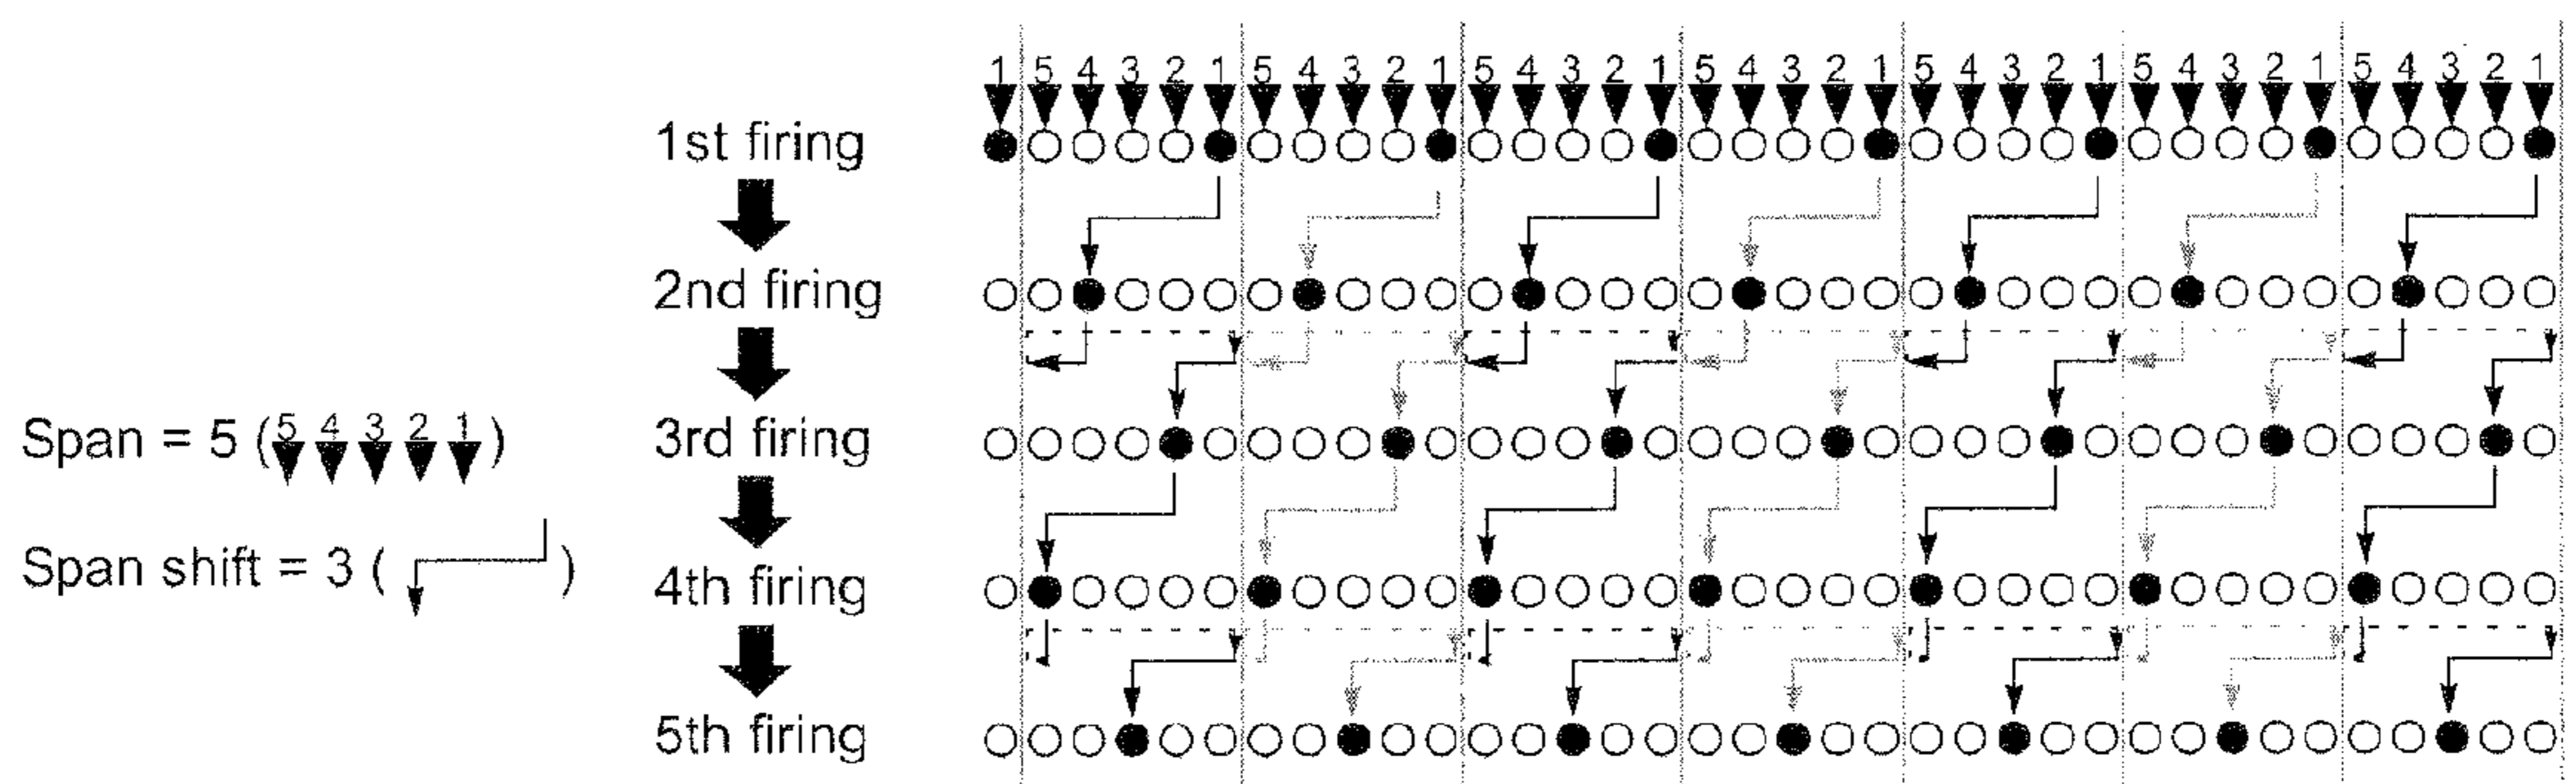 1 5 4 3 2 1 5 4 3 2 1 5 4 3 2 1 5 4 3 2 1 5 4 3 2 1 5 4 3 2 1 5 4 3 2 1
1st firing
2nd firing
3rd firing
4th firing
5th firing
Span = 5 (5 4 3 2 1)
Span shift = 3 ( )